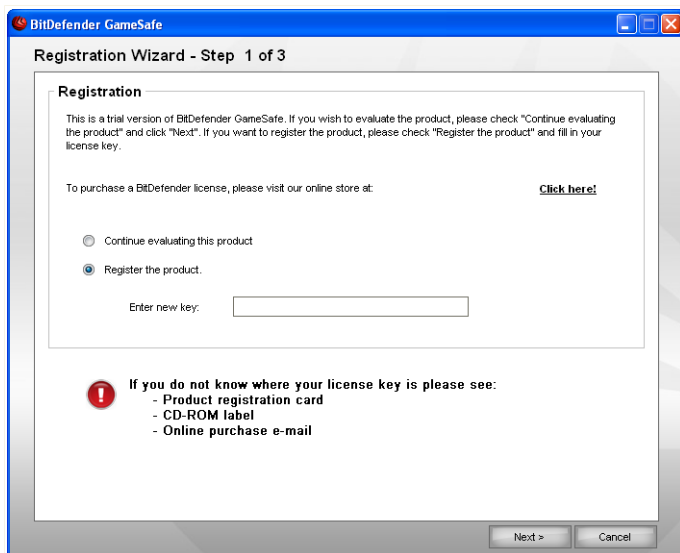 BitDefender GameSafe
Registration Wizard - Step 1 of 3
Registration
This is a trial version of BitDefender GameSafe. If you wish to evaluate the product, please check "Continue evaluating
the product" and click "Next". If you want to register the product, please check "Register the product" and fill in your
license key.
To purchase a BitDefender license, please visit our online store at: Click here!
Continue evaluating this product
Register the product.
Enter new key:
If you do not know where your license key is please see:
- Product registration card
- CD-ROM label
- Online purchase e-mail
Next > Cancel